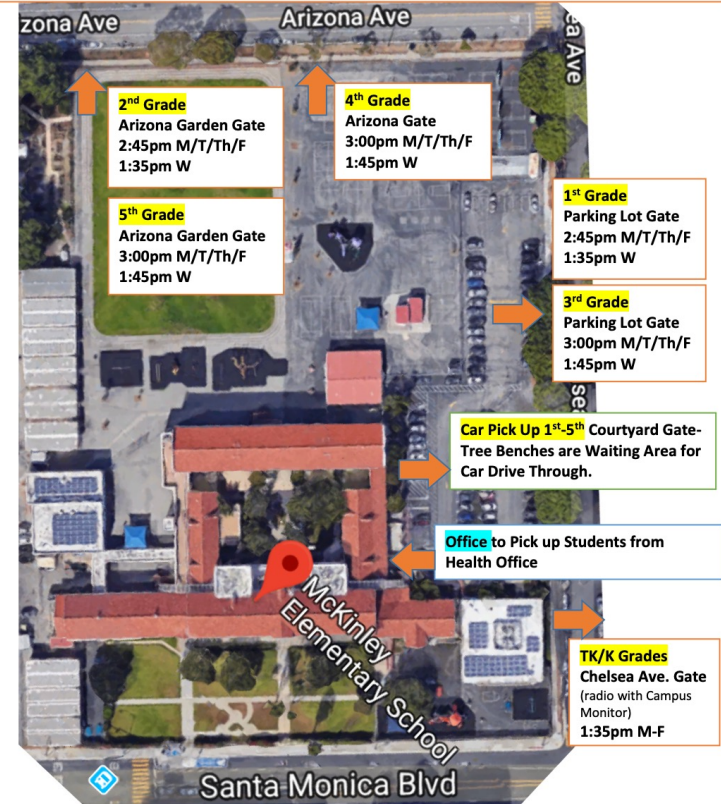 zona Ave
Arizona Ave
ea Ave
2nd Grade
Arizona Garden Gate
2:45pm M/T/Th/F
1:35pm W
4th Grade
Arizona Gate
3:00pm M/T/Th/F
1:45pm W
5th Grade
Arizona Garden Gate
3:00pm M/T/Th/F
1:45pm W
1st Grade
Parking Lot Gate
2:45pm M/T/Th/F
1:35pm W
3rd Grade
Parking Lot Gate
3:00pm M/T/Th/F
1:45pm W
sea
Car Pick Up 1st-5th Courtyard Gate-
Tree Benches are Waiting Area for
Car Drive Through.
Office to Pick up Students from
Health Office
McKinley
Elementary School
TK/K Grades
Chelsea Ave. Gate
(radio with Campus
Monitor)
1:35pm M-F
Santa Monica Blvd